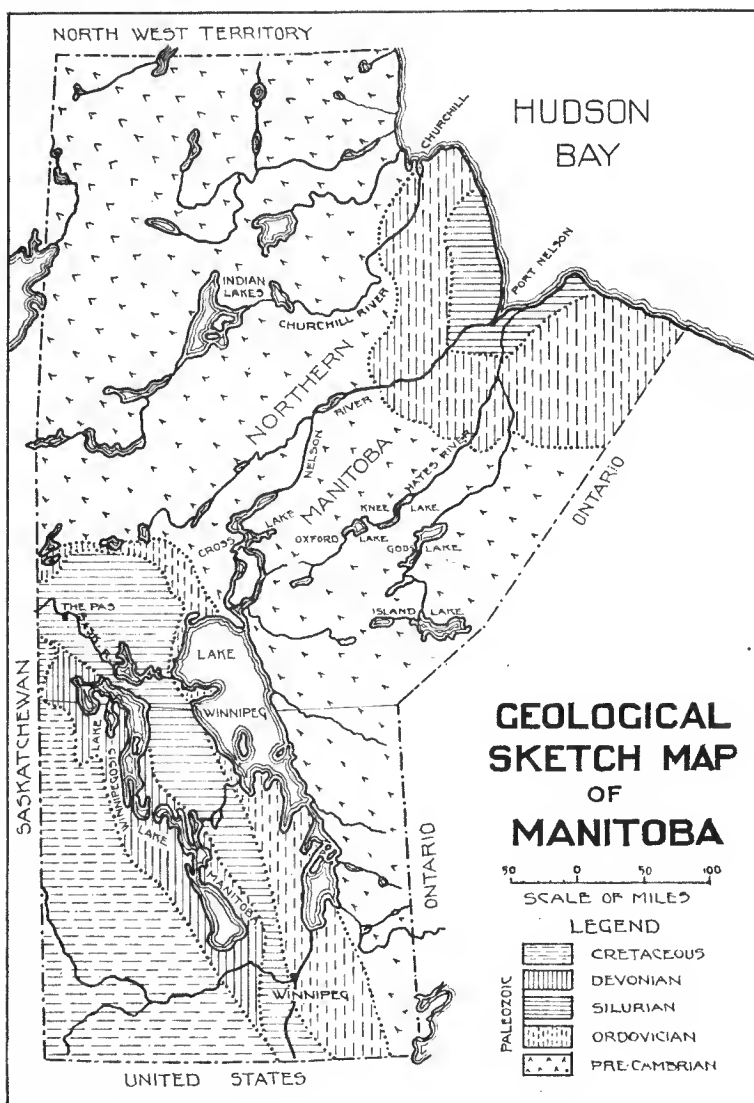 NORTH WEST TERRITORY
HUDSON
BAY
CHURCHILL
PORT NELSON
INDIAN
LAKES
CHURCHILL RIVER
NORTHERN
MANITOBA
NELSON
RIVER
HAYES RIVER
KNEE
LAKE
OXFORD
LAKE
GODS
LAKE
CROSS
LAKE
ISLAND
LAKE
ONTARIO
THE PAS
SASK. R.
LAKE
WINNIPEG
SASKATCHEWAN
LAKE
WINNIPEGOSIS
LAKE
MANITOBA
WINNIPEG
ONTARIO
UNITED STATES
GEOLOGICAL
SKETCH MAP
OF
MANITOBA
50 0 50 100
SCALE OF MILES
LEGEND
CRETACEOUS
PALEOZOIC
DEVONIAN
SILURIAN
ORDOVICIAN
PRE-CAMBRIAN